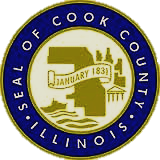 SEAL OF COOK COUNTY
JANUARY 1831
ILLINOIS